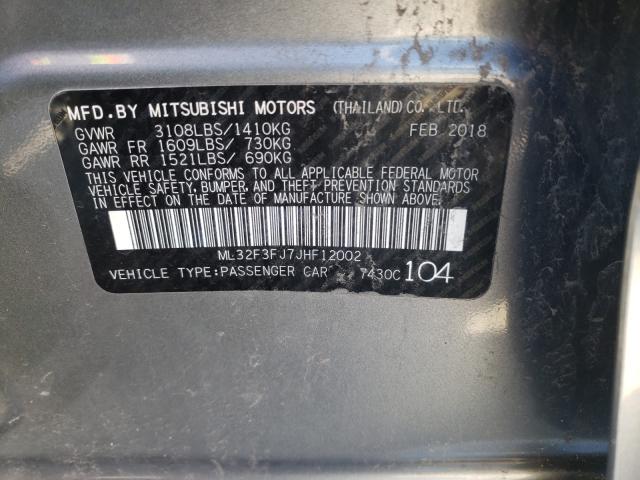 MFD.BY MITSUBISHI MOTORS (THAILAND)CO.,LTD.
GVWR 3108LBS/1410KG FEB 2018
GAWR FR 1609LBS/ 730KG
GAWR RR 1521LBS/ 690KG
THIS VEHICLE CONFORMS TO ALL APPLICABLE FEDERAL MOTOR
VEHICLE SAFETY, BUMPER, AND THEFT PREVENTION STANDARDS
IN EFFECT ON THE DATE OF MANUFACTURE SHOWN ABOVE.
ML32F3FJ7JHF12002
VEHICLE TYPE:PASSENGER CAR 7430C 104